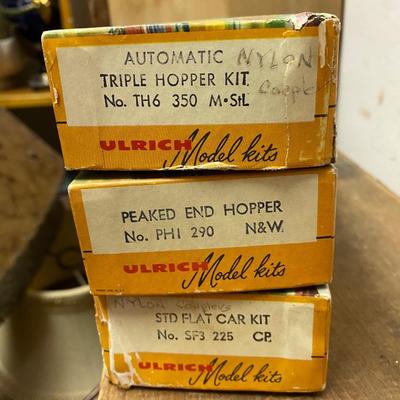 AUTOMATIC NYLON
TRIPLE HOPPER KIT Couplers
No. TH6 350 M•StL
ULRICH Model kits
PEAKED END HOPPER
No. PH1 290 N&W.
ULRICH Model kits
NYLON Couplers
STD FLAT CAR KIT
No. SF3 225 CP.
ULRICH Model kits